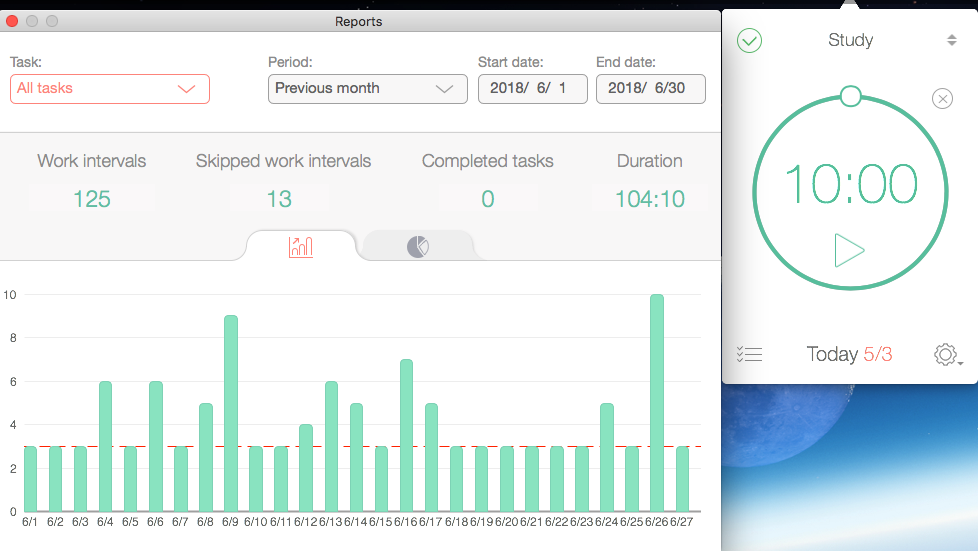 Reports
Task:
All tasks
Period:
Previous month
Start date:
2018/ 6/ 1
End date:
2018/ 6/30
Work intervals
125
Skipped work intervals
13
Completed tasks
0
Duration
104:10
10
8
6
4
2
0
6/1 6/2 6/3 6/4 6/5 6/6 6/7 6/8 6/9 6/10 6/11 6/12 6/13 6/14 6/15 6/16 6/17 6/18 6/19 6/20 6/21 6/22 6/23 6/24 6/25 6/26 6/27
Study
10:00
Today 5/3